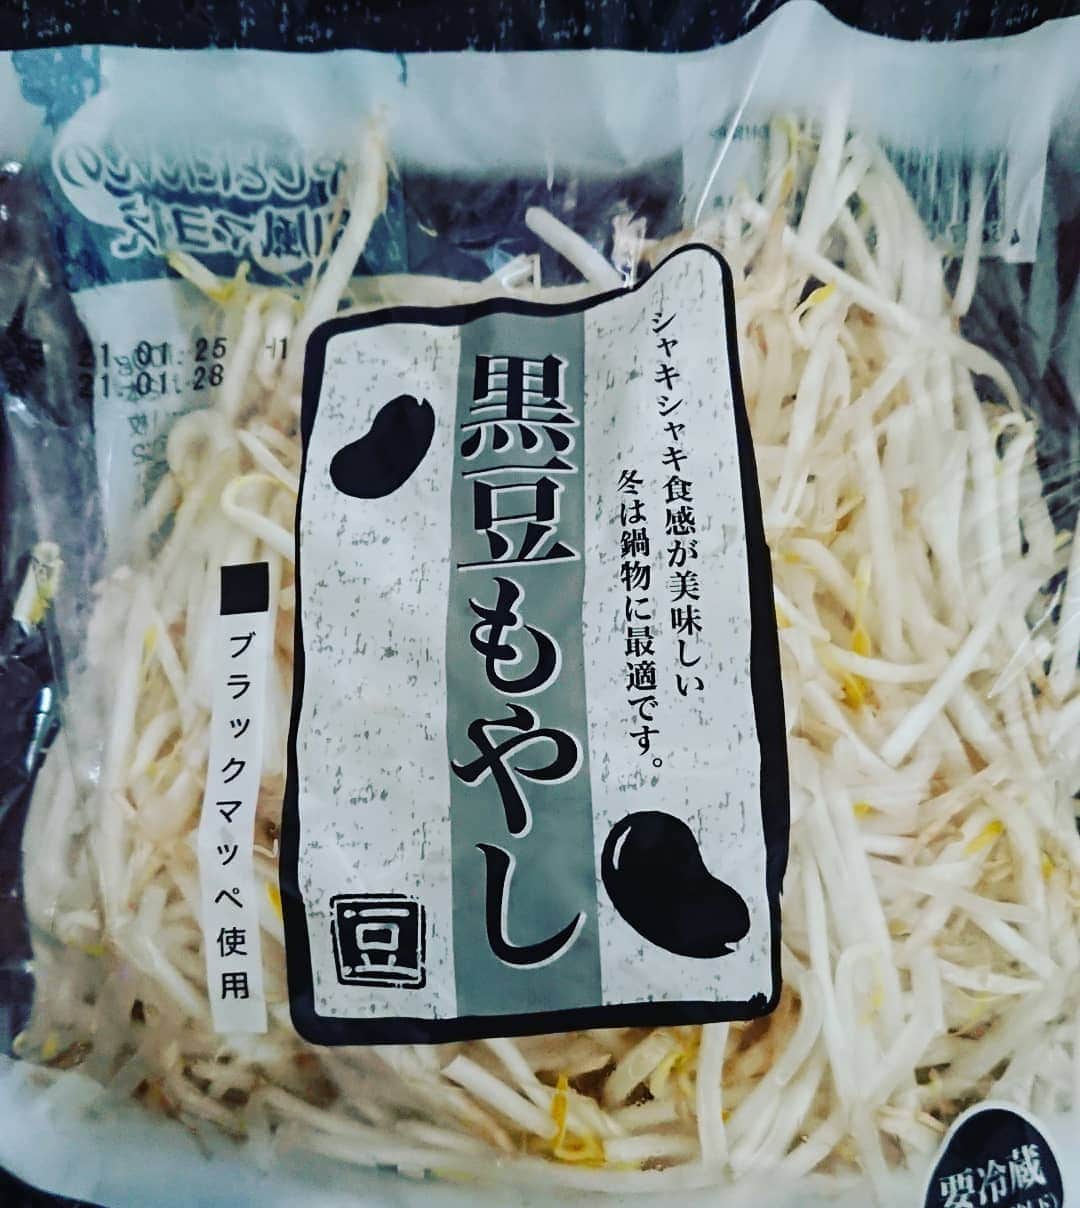 シャキシャキ食感が美味しい
冬は鍋物に最適です。
黒豆もやし
豆
ブラックマッペ使用
21.01.25 H1
21.01.28
要冷蔵